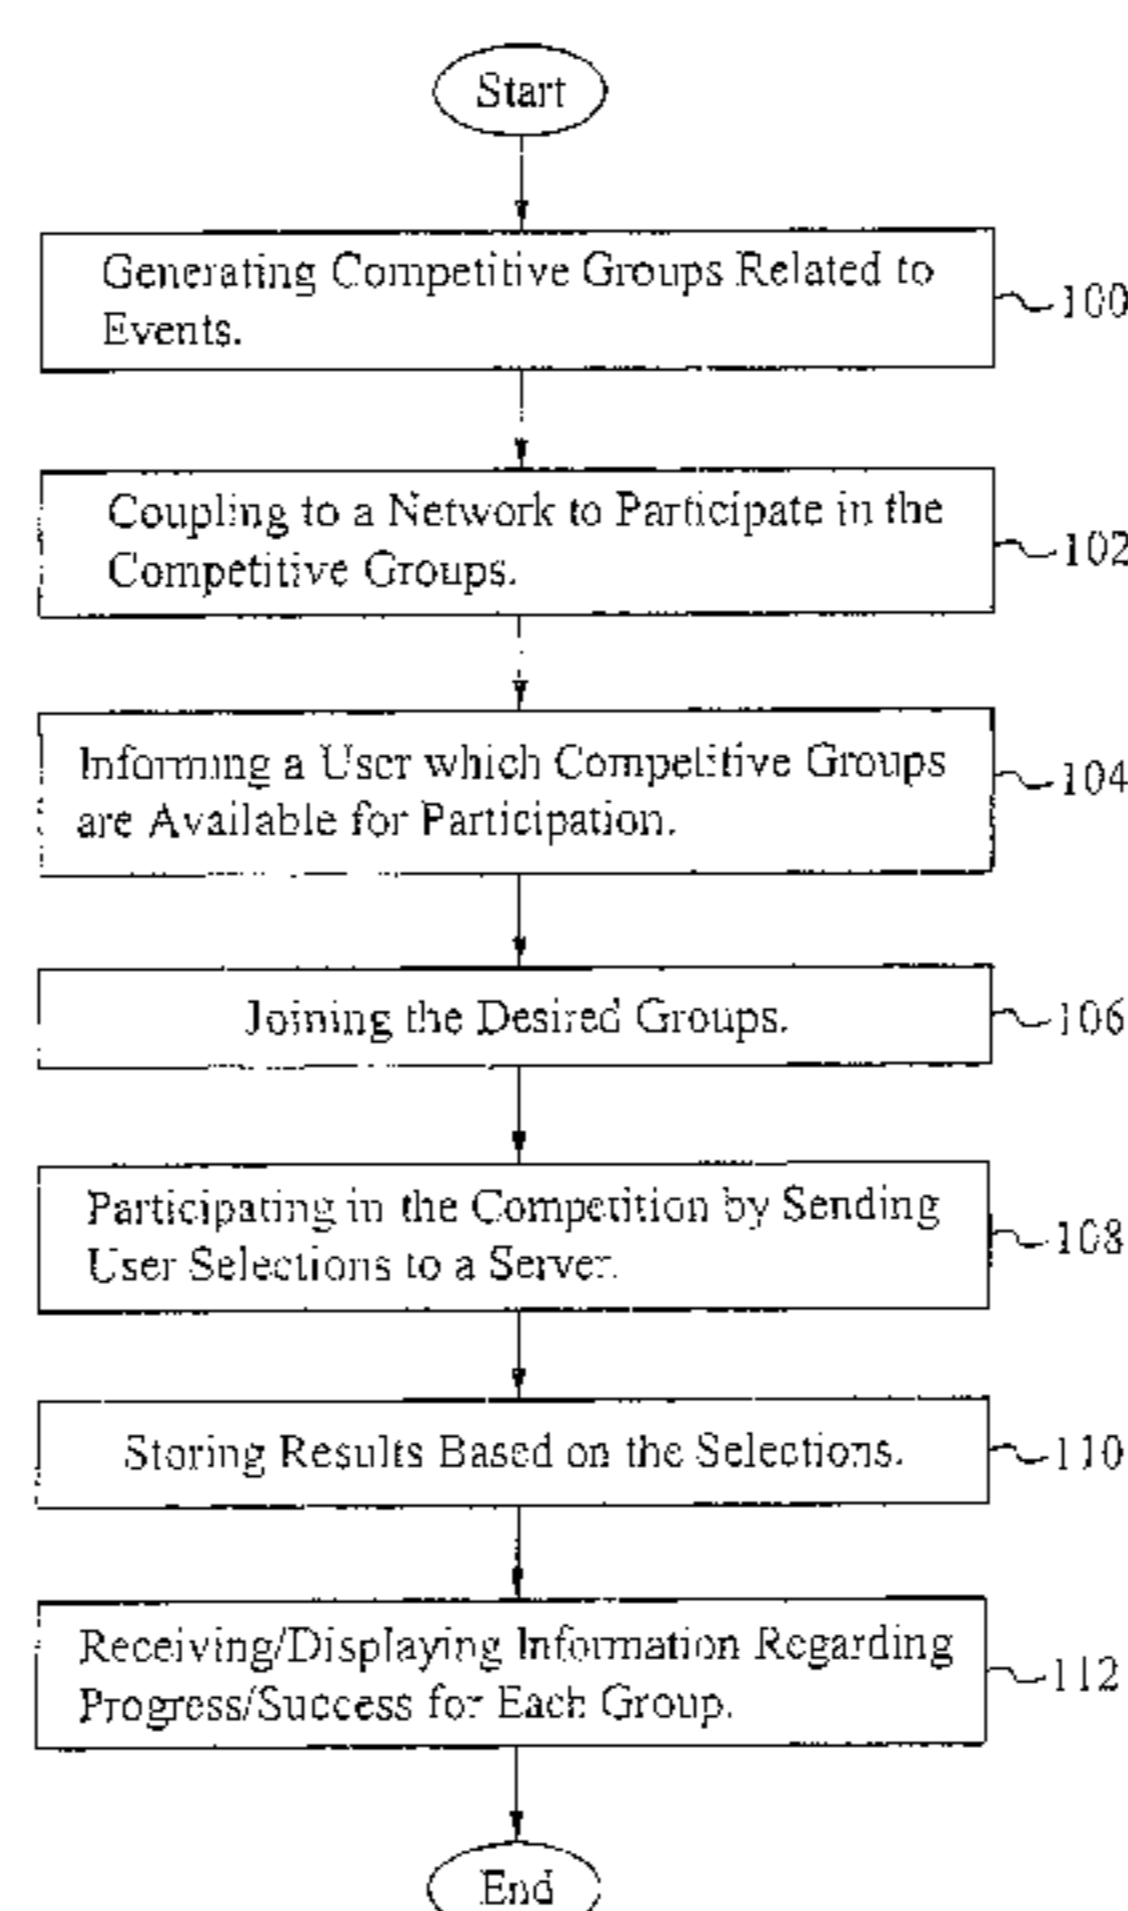 Start
Generating Competitive Groups Related to
Events.
100
Coupling to a Network to Participate in the
Competitive Groups.
102
Informing a User which Competitive Groups
are Available for Participation.
104
Joining the Desired Groups.
106
Participating in the Competition by Sending
User Selections to a Server.
108
Storing Results Based on the Selections.
110
Receiving/Displaying Information Regarding
Progress/Success for Each Group.
112
End